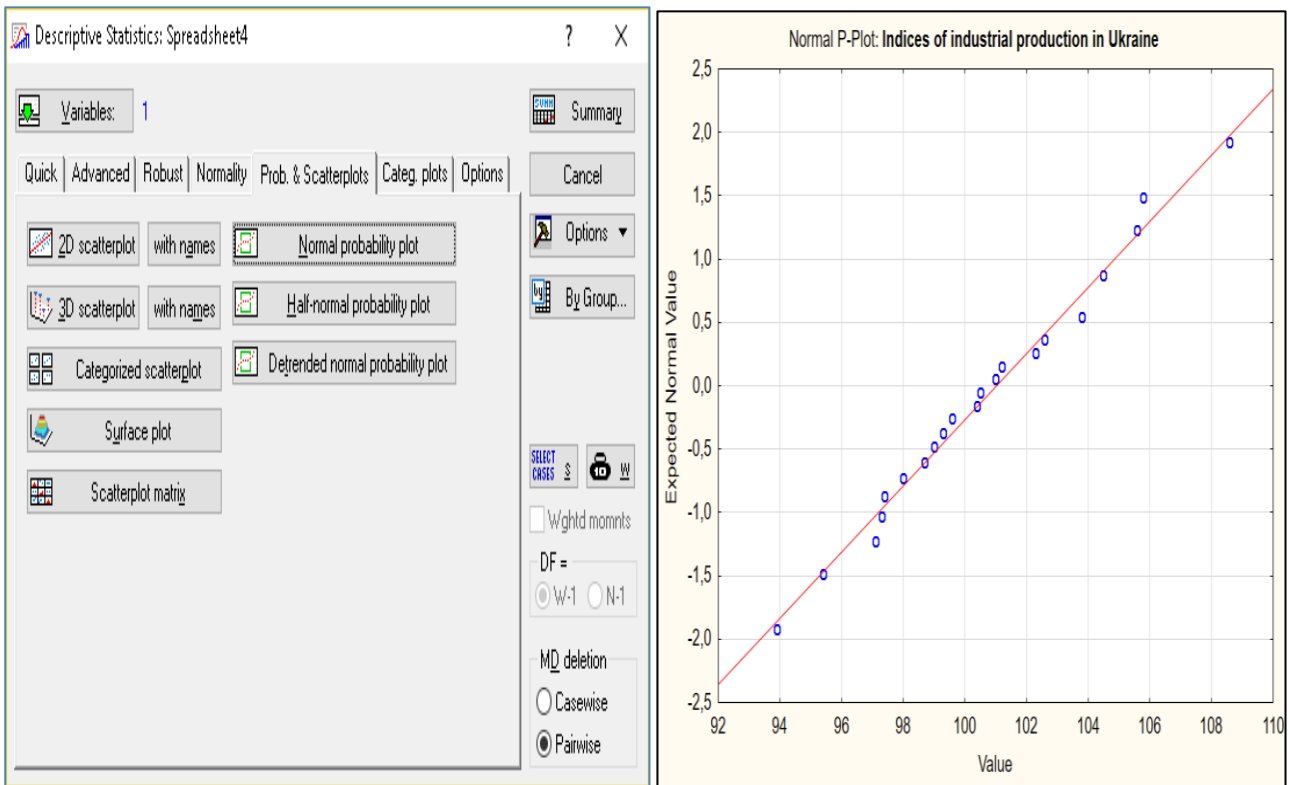 Descriptive Statistics: Spreadsheet4 ? X
Variables: 1
Summary
Quick Advanced Robust Normality Prob. & Scatterplots Categ. plots Options
Cancel
2D scatterplot with names Normal probability plot
Options
3D scatterplot with names Half-normal probability plot
By Group...
Categorized scatterplot Detrended normal probability plot
Surface plot
SELECT CASES S W
Scatterplot matrix
Wghtd momnts
DF =
W-1 N-1
MD deletion
Casewise
Pairwise
Normal P-Plot: Indices of industrial production in Ukraine
2,5
2,0
1,5
1,0
0,5
0,0
-0,5
-1,0
-1,5
-2,0
-2,5
Expected Normal Value
92 94 96 98 100 102 104 106 108 110
Value